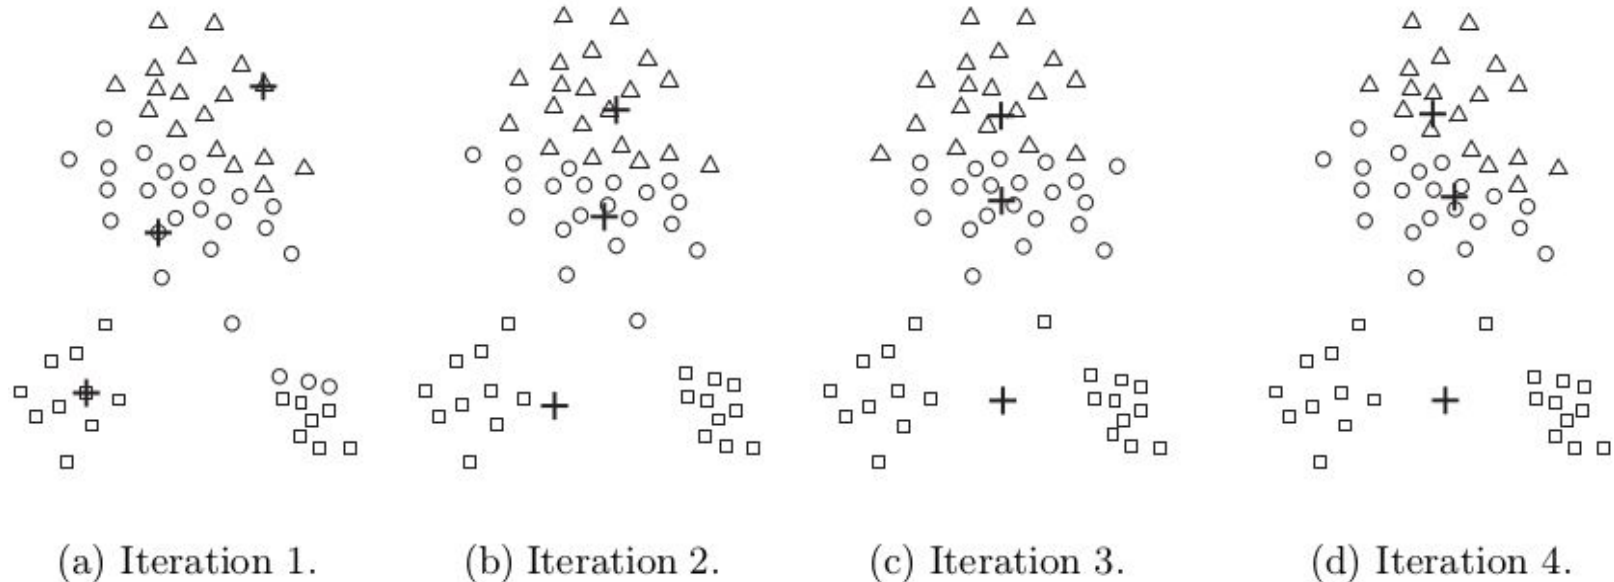 (a) Iteration 1.
(b) Iteration 2.
(c) Iteration 3.
(d) Iteration 4.